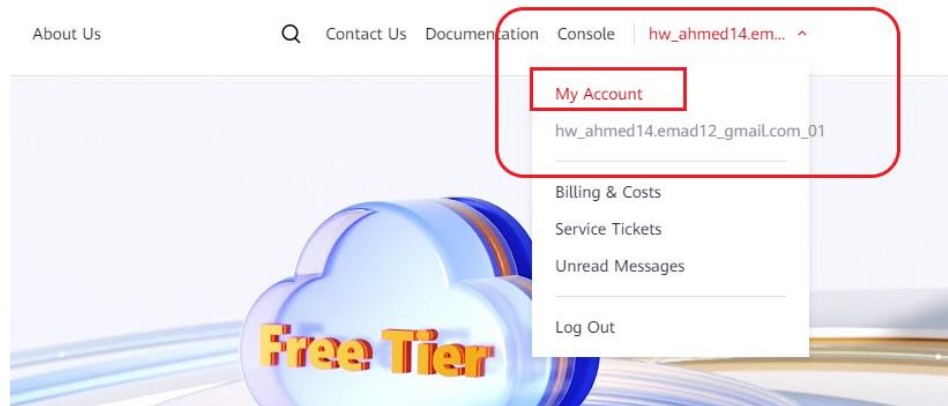 About Us
Contact Us Documentation Console hw_ahmed14.em...
My Account
hw_ahmed14.emad12_gmail.com_01
Billing & Costs
Service Tickets
Unread Messages
Log Out
Free Tier